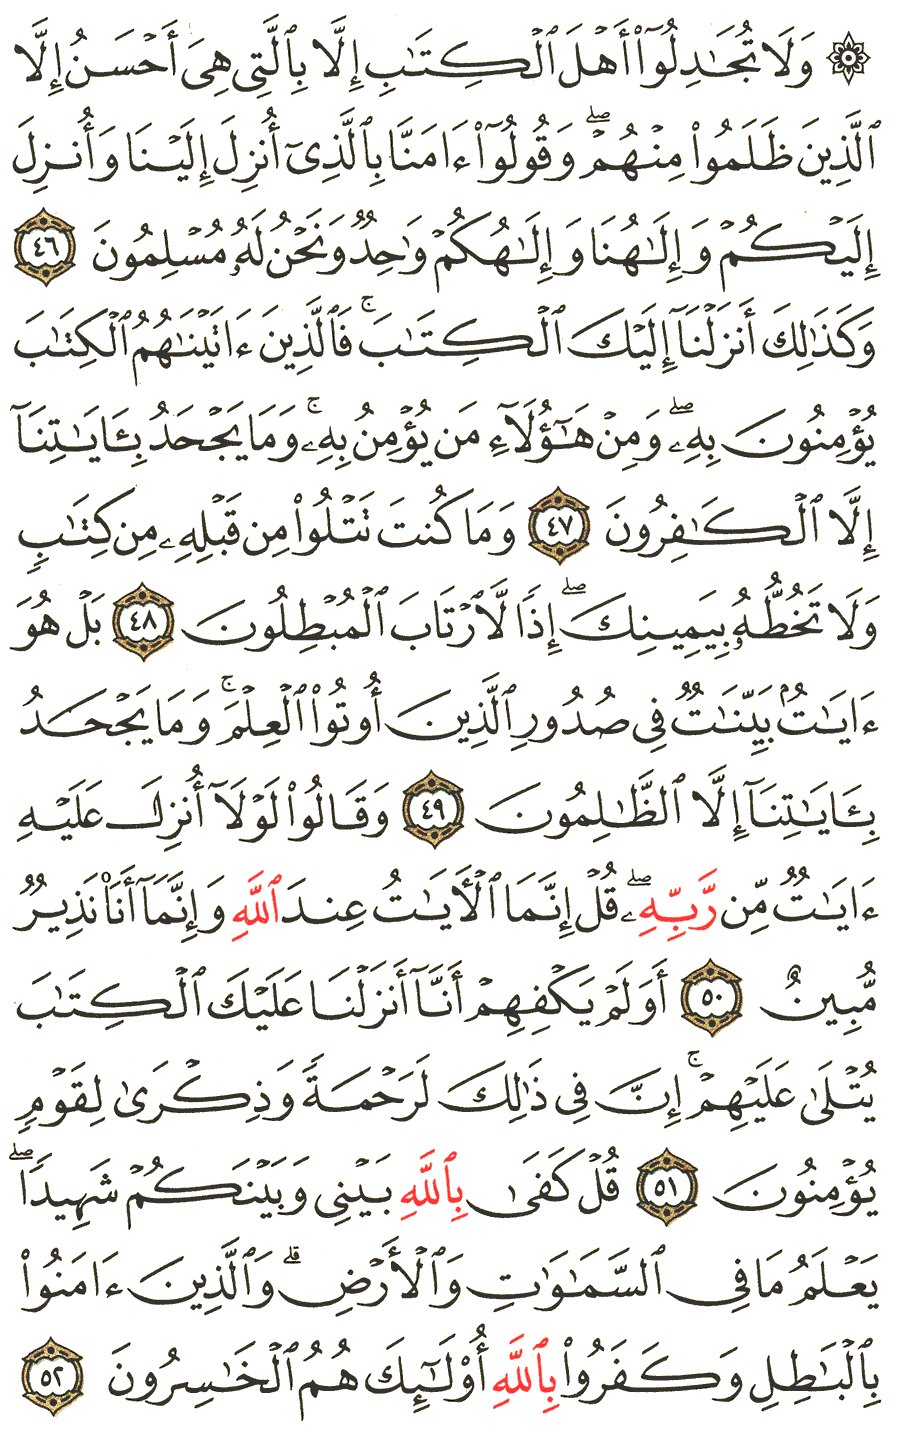 ۞ وَلَا تُجَٰدِلُوٓا۟ أَهْلَ ٱلْكِتَٰبِ إِلَّا بِٱلَّتِى هِىَ أَحْسَنُ إِلَّا
ٱلَّذِينَ ظَلَمُوا۟ مِنْهُمْ ۖ وَقُولُوٓا۟ ءَامَنَّا بِٱلَّذِىٓ أُنزِلَ إِلَيْنَا وَأُنزِلَ
إِلَيْكُمْ وَإِلَٰهُنَا وَإِلَٰهُكُمْ وَٰحِدٌ وَنَحْنُ لَهُۥ مُسْلِمُونَ ٤٦
وَكَذَٰلِكَ أَنزَلْنَآ إِلَيْكَ ٱلْكِتَٰبَ ۚ فَٱلَّذِينَ ءَاتَيْنَٰهُمُ ٱلْكِتَٰبَ
يُؤْمِنُونَ بِهِۦ ۖ وَمِنْ هَٰٓؤُلَآءِ مَن يُؤْمِنُ بِهِۦ ۚ وَمَا يَجْحَدُ بِـَٔايَٰتِنَآ
إِلَّا ٱلْكَٰفِرُونَ ٤٧ وَمَا كُنتَ تَتْلُوا۟ مِن قَبْلِهِۦ مِن كِتَٰبٍ
وَلَا تَخُطُّهُۥ بِيَمِينِكَ ۖ إِذًا لَّٱرْتَابَ ٱلْمُبْطِلُونَ ٤٨ بَلْ هُوَ
ءَايَٰتٌۢ بَيِّنَٰتٌ فِى صُدُورِ ٱلَّذِينَ أُوتُوا۟ ٱلْعِلْمَ ۚ وَمَا يَجْحَدُ
بِـَٔايَٰتِنَآ إِلَّا ٱلظَّٰلِمُونَ ٤٩ وَقَالُوا۟ لَوْلَآ أُنزِلَ عَلَيْهِ
ءَايَٰتٌ مِّن رَّبِّهِۦ ۖ قُلْ إِنَّمَا ٱلْـَٔايَٰتُ عِندَ ٱللَّهِ وَإِنَّمَآ أَنَا۠ نَذِيرٌ
مُّبِينٌ ٥٠ أَوَلَمْ يَكْفِهِمْ أَنَّآ أَنزَلْنَا عَلَيْكَ ٱلْكِتَٰبَ
يُتْلَىٰ عَلَيْهِمْ ۚ إِنَّ فِى ذَٰلِكَ لَرَحْمَةً وَذِكْرَىٰ لِقَوْمٍ
يُؤْمِنُونَ ٥١ قُلْ كَفَىٰ بِٱللَّهِ بَيْنِى وَبَيْنَكُمْ شَهِيدًا ۖ
يَعْلَمُ مَا فِى ٱلسَّمَٰوَٰتِ وَٱلْأَرْضِ ۗ وَٱلَّذِينَ ءَامَنُوا۟
بِٱلْبَٰطِلِ وَكَفَرُوا۟ بِٱللَّهِ أُو۟لَٰٓئِكَ هُمُ ٱلْخَٰسِرُونَ ٥٢